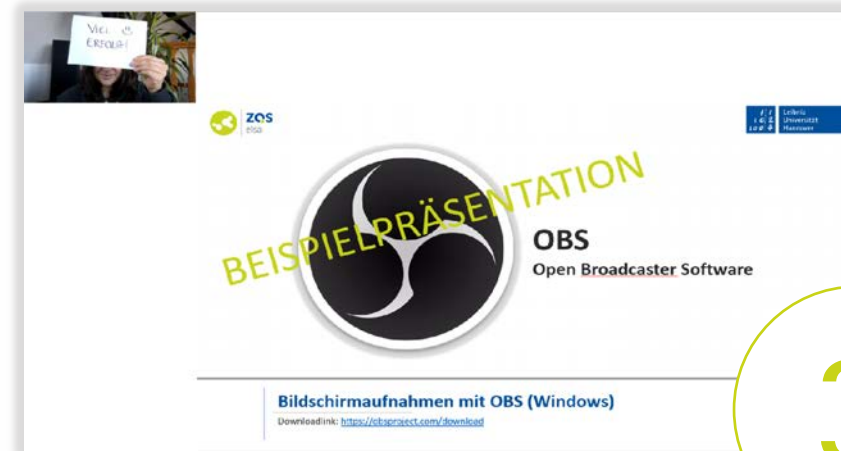 VIEL
ERFOLG!
ZQS
elsa
Leibniz
Universität
Hannover
BEISPIELPRÄSENTATION
OBS
Open Broadcaster Software
Bildschirmaufnahmen mit OBS (Windows)
Downloadlink: https://obsproject.com/download